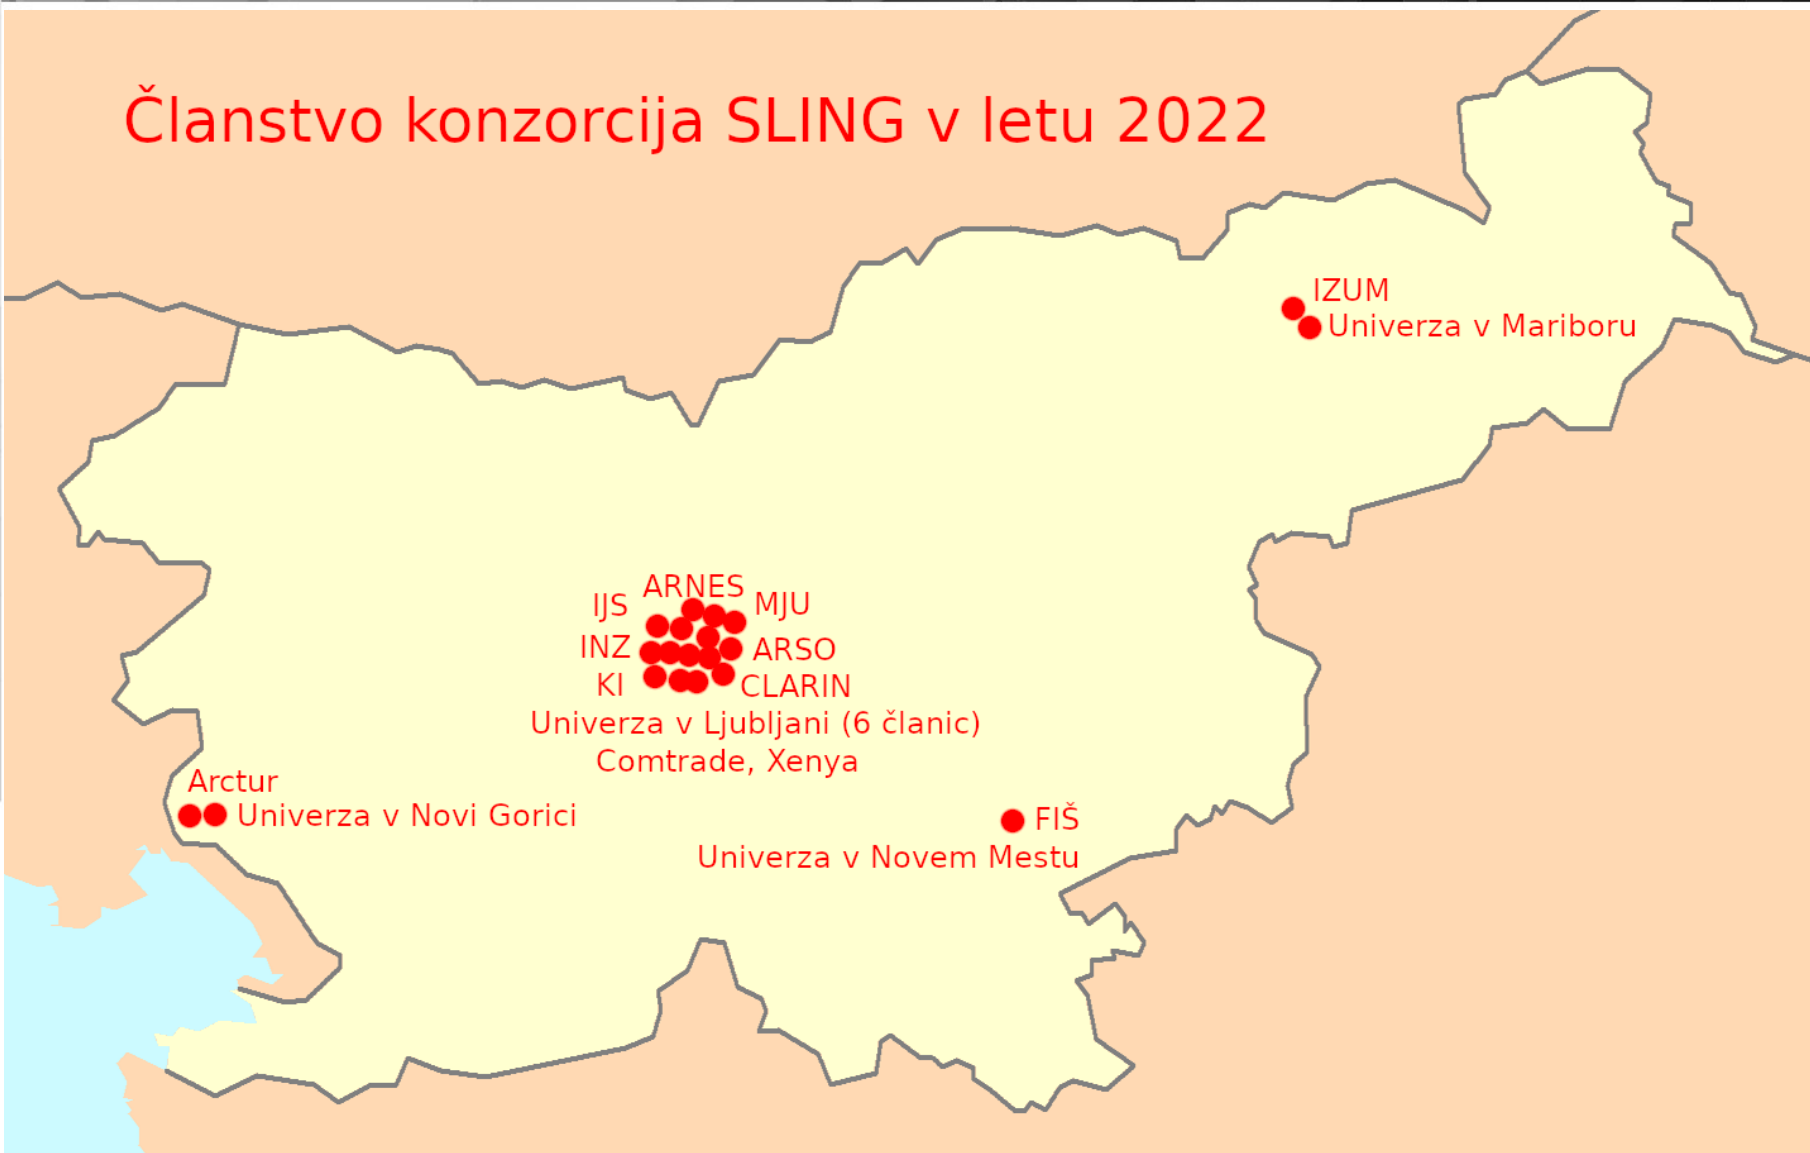 Članstvo konzorcija SLING v letu 2022
IZUM
Univerza v Mariboru
ARNES
IJS
MJU
INZ
ARSO
KI
CLARIN
Univerza v Ljubljani (6 članic)
Comtrade, Xenya
Arctur
Univerza v Novi Gorici
FIŠ
Univerza v Novem Mestu